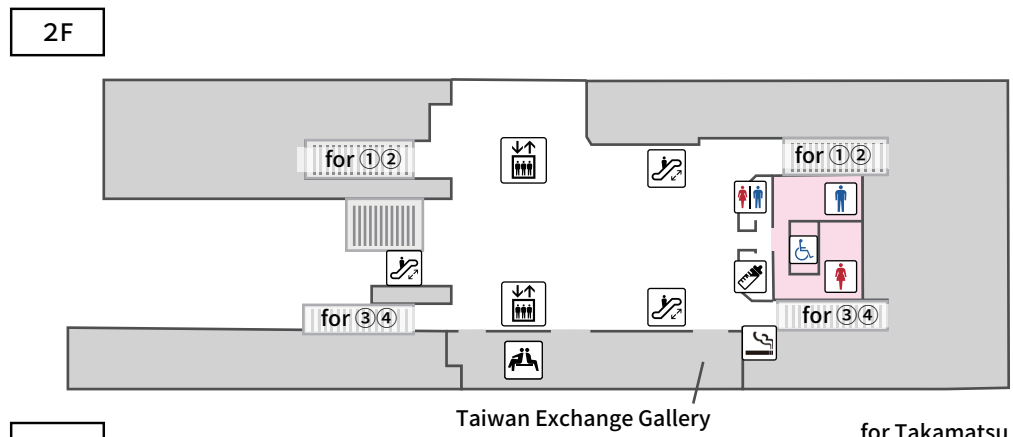 2F
for ①②
for ①②
for ③④
for ③④
Taiwan Exchange Gallery
for Takamatsu